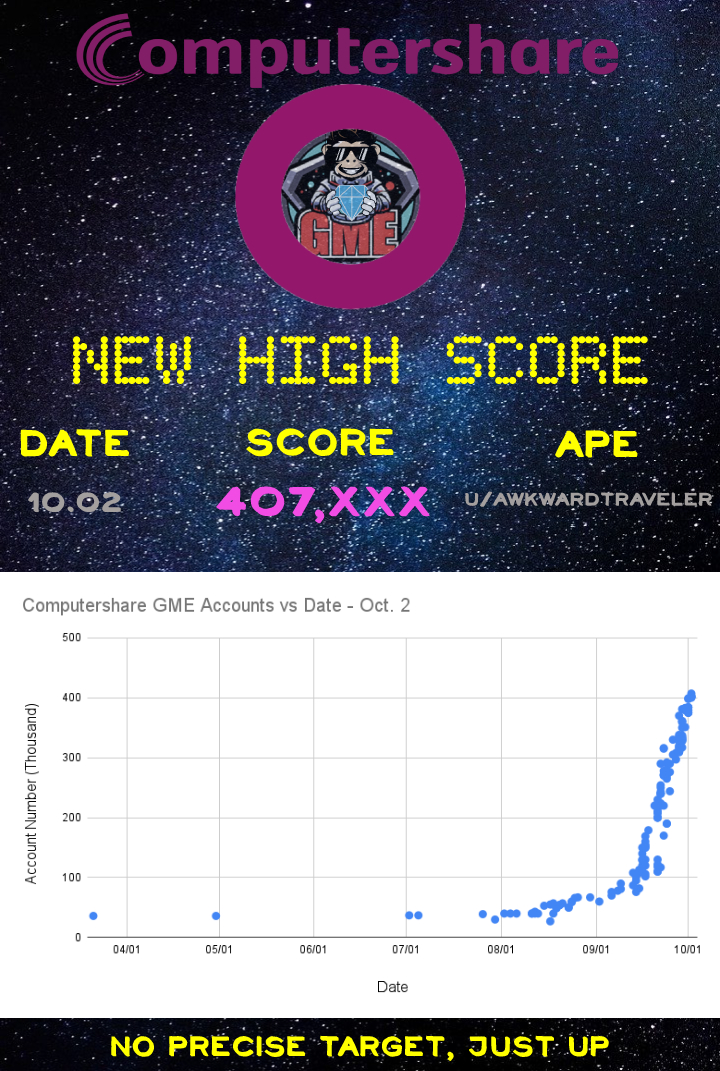 Computershare
GME
NEW HIGH SCORE
DATE SCORE APE
10.02 407,XXX U/AWKWARDTRAVELER
Computershare GME Accounts vs Date - Oct. 2
Account Number (Thousand)
500
400
300
200
100
0
04/01 05/01 06/01 07/01 08/01 09/01 10/01
Date
NO PRECISE TARGET, JUST UP